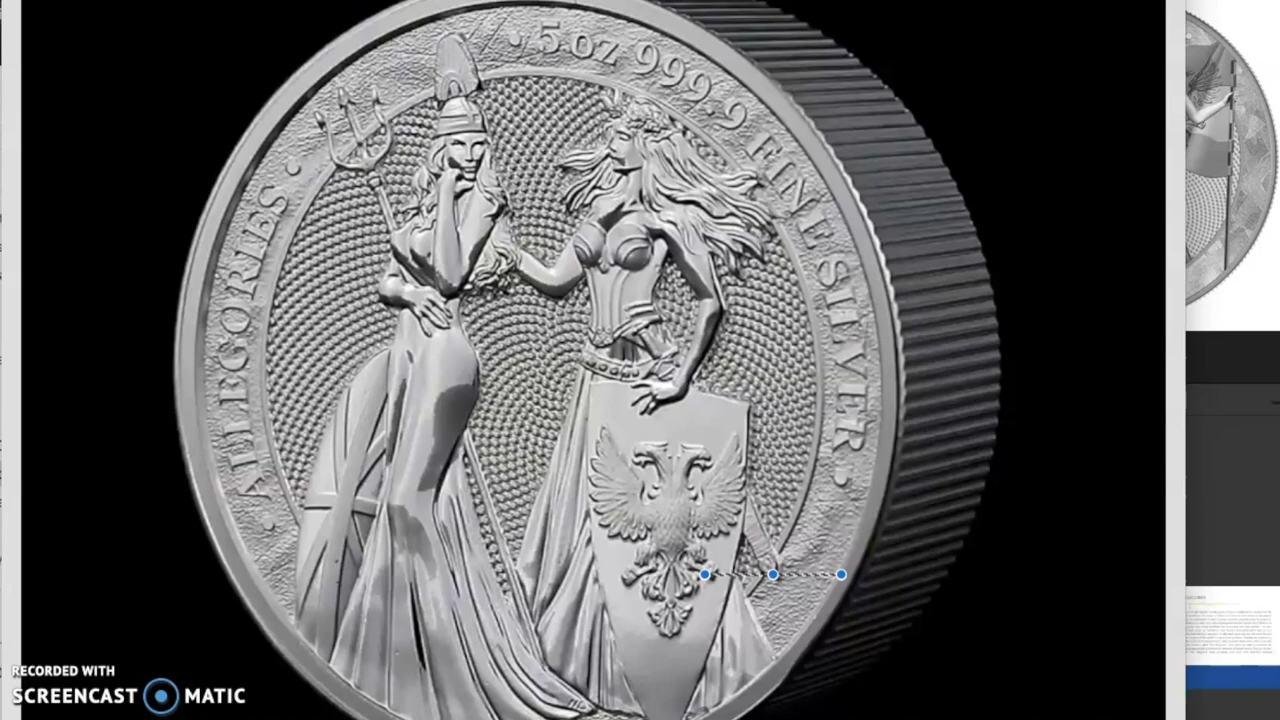 ALLEGORIES · 5 oz 999.9 FINE SILVER
RECORDED WITH
SCREENCAST MATIC